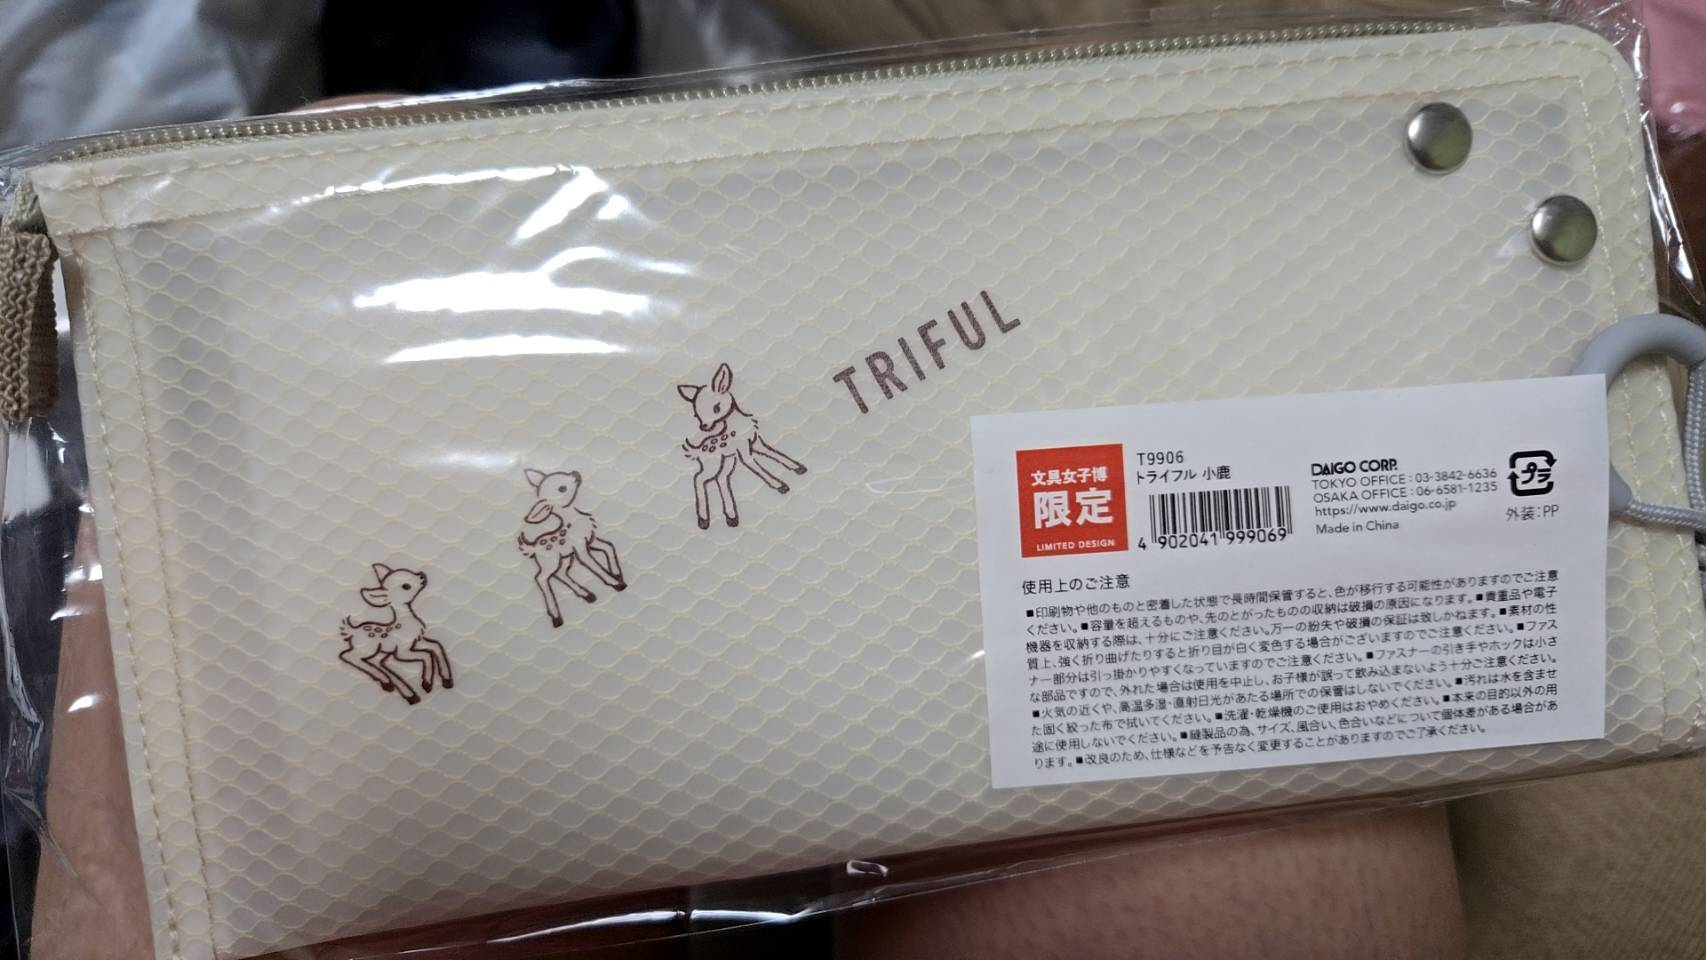 TRIFUL
文具女子博
限定
LIMITED DESIGN
T9906
トライフル 小鹿
4 902041 999069
DAIGO CORP.
TOKYO OFFICE : 03-3842-6636
OSAKA OFFICE : 06-6581-1235
https://www.daigo.co.jp
Made in China
プラ
外装:PP
使用上のご注意
■印刷物や他のものと密着した状態で長時間保管すると、色が移行する可能性がありますのでご注意
ください。■容量を超えるものや、先のとがったものの収納は破損の原因になります。■貴重品や電子
機器を収納する際は、十分にご注意ください。万一の紛失や破損の保証は致しかねます。■素材の性
質上、強く折り曲げたりすると折り目が白く変色する場合がございますのでご注意ください。■ファス
ナー部分は引っ掛かりやすくなっていますのでご注意ください。■ファスナーの引き手やホックは小さ
な部品ですので、外れた場合は使用を中止し、お子様が誤って飲み込まないよう十分ご注意ください。
■火気の近くや、高温多湿・直射日光があたる場所での保管はしないでください。■汚れは水を含ませ
た固く絞った布で拭いてください。■洗濯・乾燥機のご使用はおやめください。■本来の目的以外の用
途に使用しないでください。■縫製品の為、サイズ、風合い、色合いなどについて個体差がある場合があ
ります。■改良のため、仕様などを予告なく変更することがありますのでご了承ください。